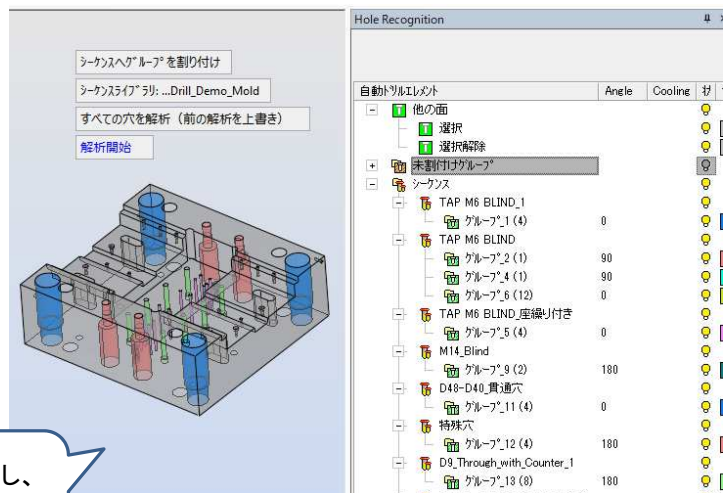 Hole Recognition
シーケンスへグループを割り付け
シーケンスライブラリ: ...Drill_Demo_Mold
すべての穴を解析（前の解析を上書き）
解析開始
自動ドリルエレメント Angle Cooling
他の面
選択
選択解除
未割付けグループ
シーケンス
TAP M6 BLIND_1
グループ_1 (4) 0
TAP M6 BLIND
グループ_2 (1) 90
グループ_4 (1) 90
グループ_6 (12) 0
TAP M6 BLIND_座繰り付き
グループ_5 (4) 0
M14_Blind
グループ_9 (2) 180
D48-D40_貫通穴
グループ_11 (4) 0
特殊穴
グループ_12 (4) 180
D9_Through_with_Counter_1
グループ_13 (8) 180
し、